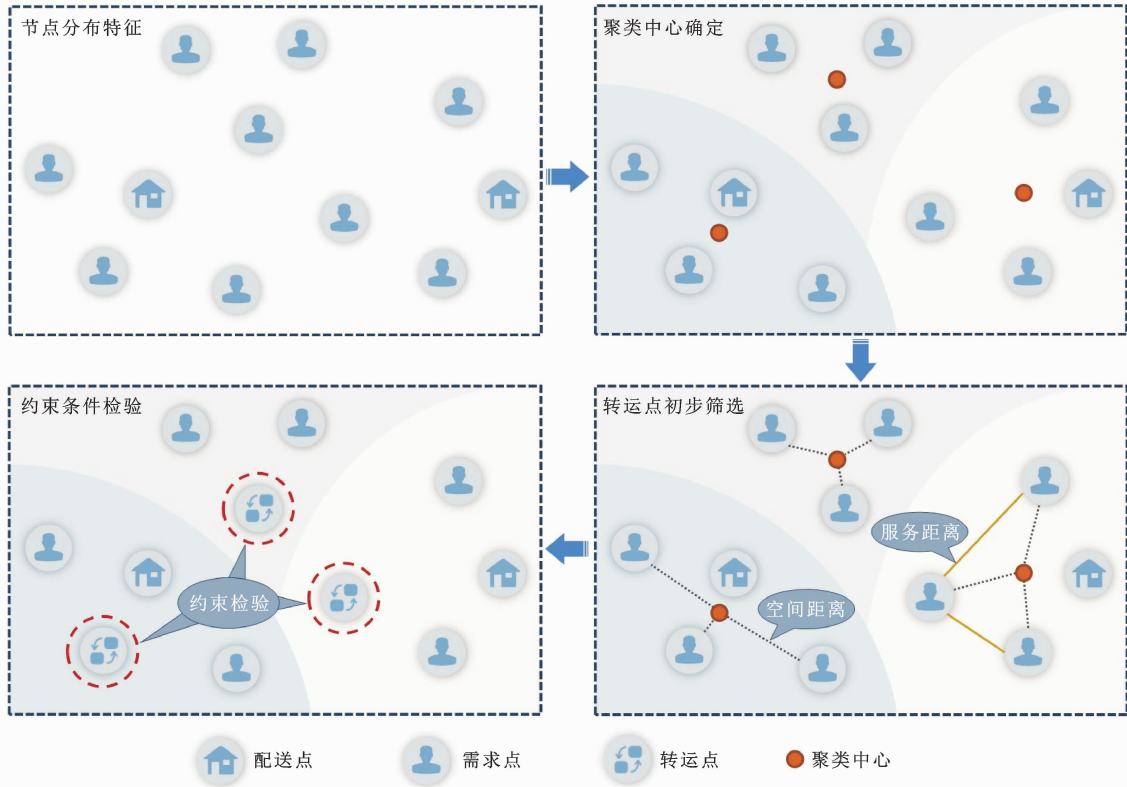 节点分布特征
聚类中心确定
约束条件检验
约束检验
转运点初步筛选
服务距离
空间距离
配送点
需求点
转运点
聚类中心